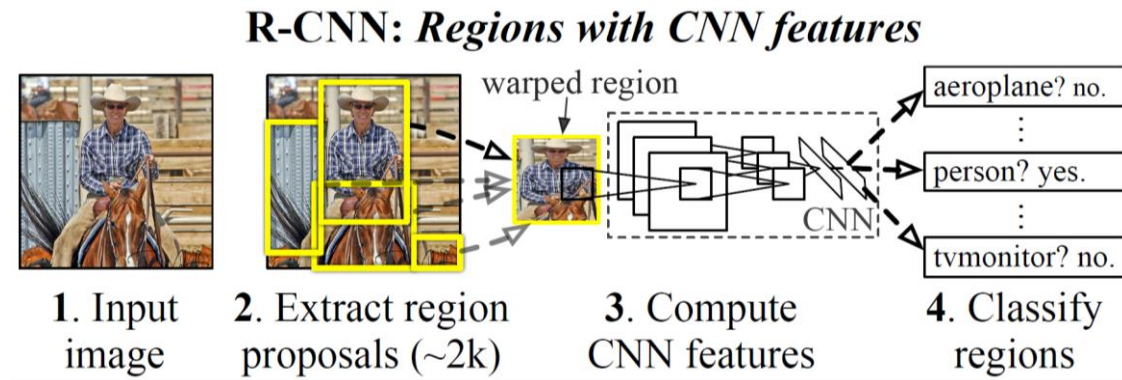 R-CNN: Regions with CNN features
warped region
aeroplane? no.
⋮
person? yes.
⋮
tvmonitor? no.
CNN
1. Input
image
2. Extract region
proposals (~2k)
3. Compute
CNN features
4. Classify
regions